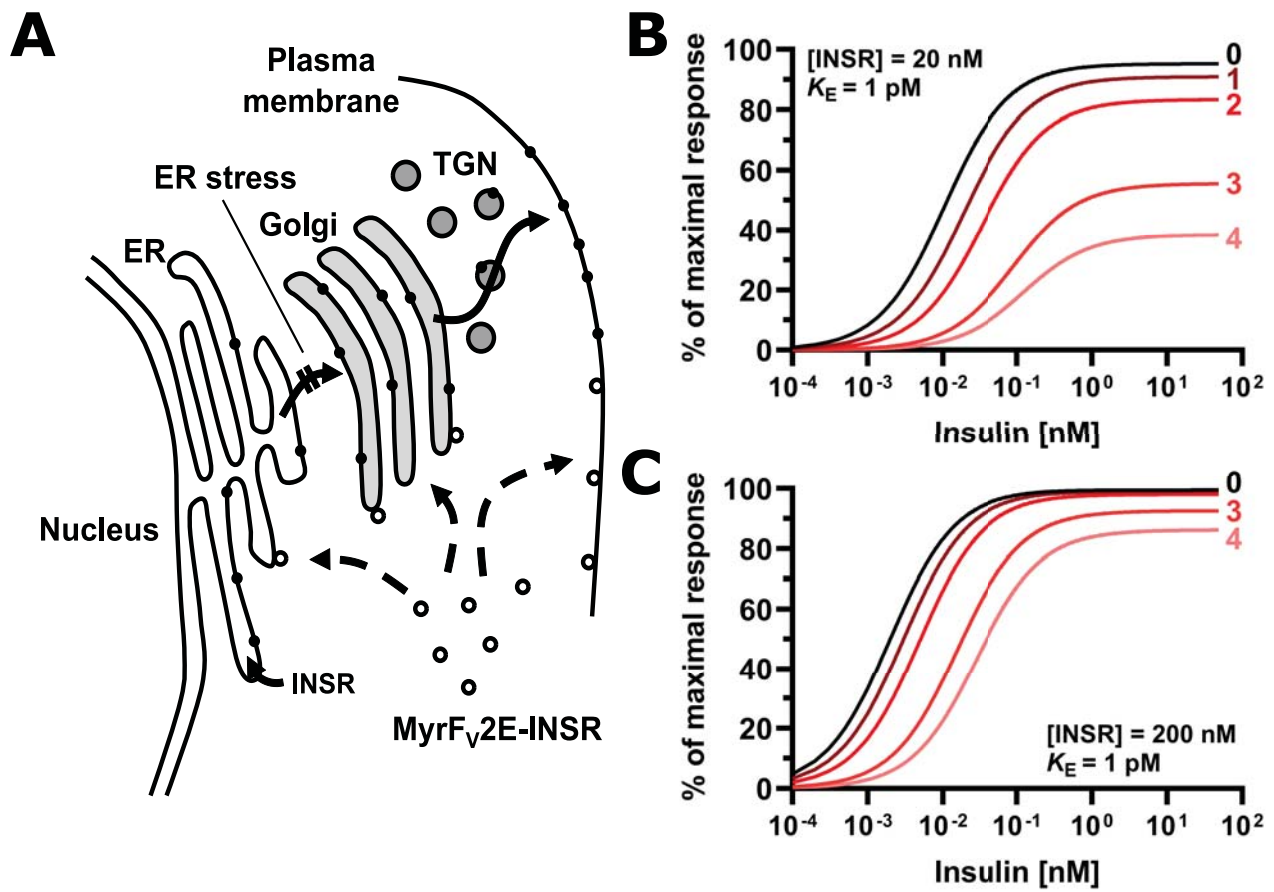 A
Plasma
membrane
TGN
ER stress
Golgi
ER
Nucleus
INSR
MyrFV2E-INSR
B
% of maximal response
100
80
60
40
20
0
[INSR] = 20 nM
KE = 1 pM
0
1
2
3
4
10-4
10-3
10-2
10-1
100
101
102
Insulin [nM]
C
% of maximal response
100
80
60
40
20
0
0
3
4
[INSR] = 200 nM
KE = 1 pM
10-4
10-3
10-2
10-1
100
101
102
Insulin [nM]